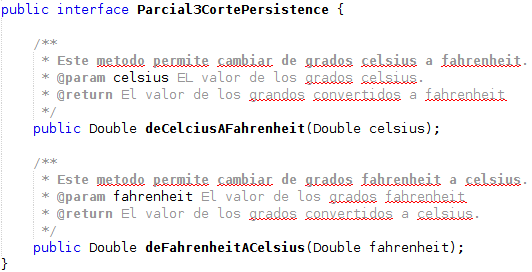 public interface Parcial3CortePersistence {
/**
* Este metodo permite cambiar de grados celsius a fahrenheit.
* @param celsius EL valor de los grados celsius.
* @return El valor de los grandos convertidos a fahrenheit
*/
public Double deCelciusAFahrenheit(Double celsius);
/**
* Este metodo permite cambiar de grados fahrenheit a celsius.
* @param fahrenheit El valor de los grados fahrenheit
* @return El valor de los grados convertidos a celsius.
*/
public Double deFahrenheitACelsius(Double fahrenheit);
}